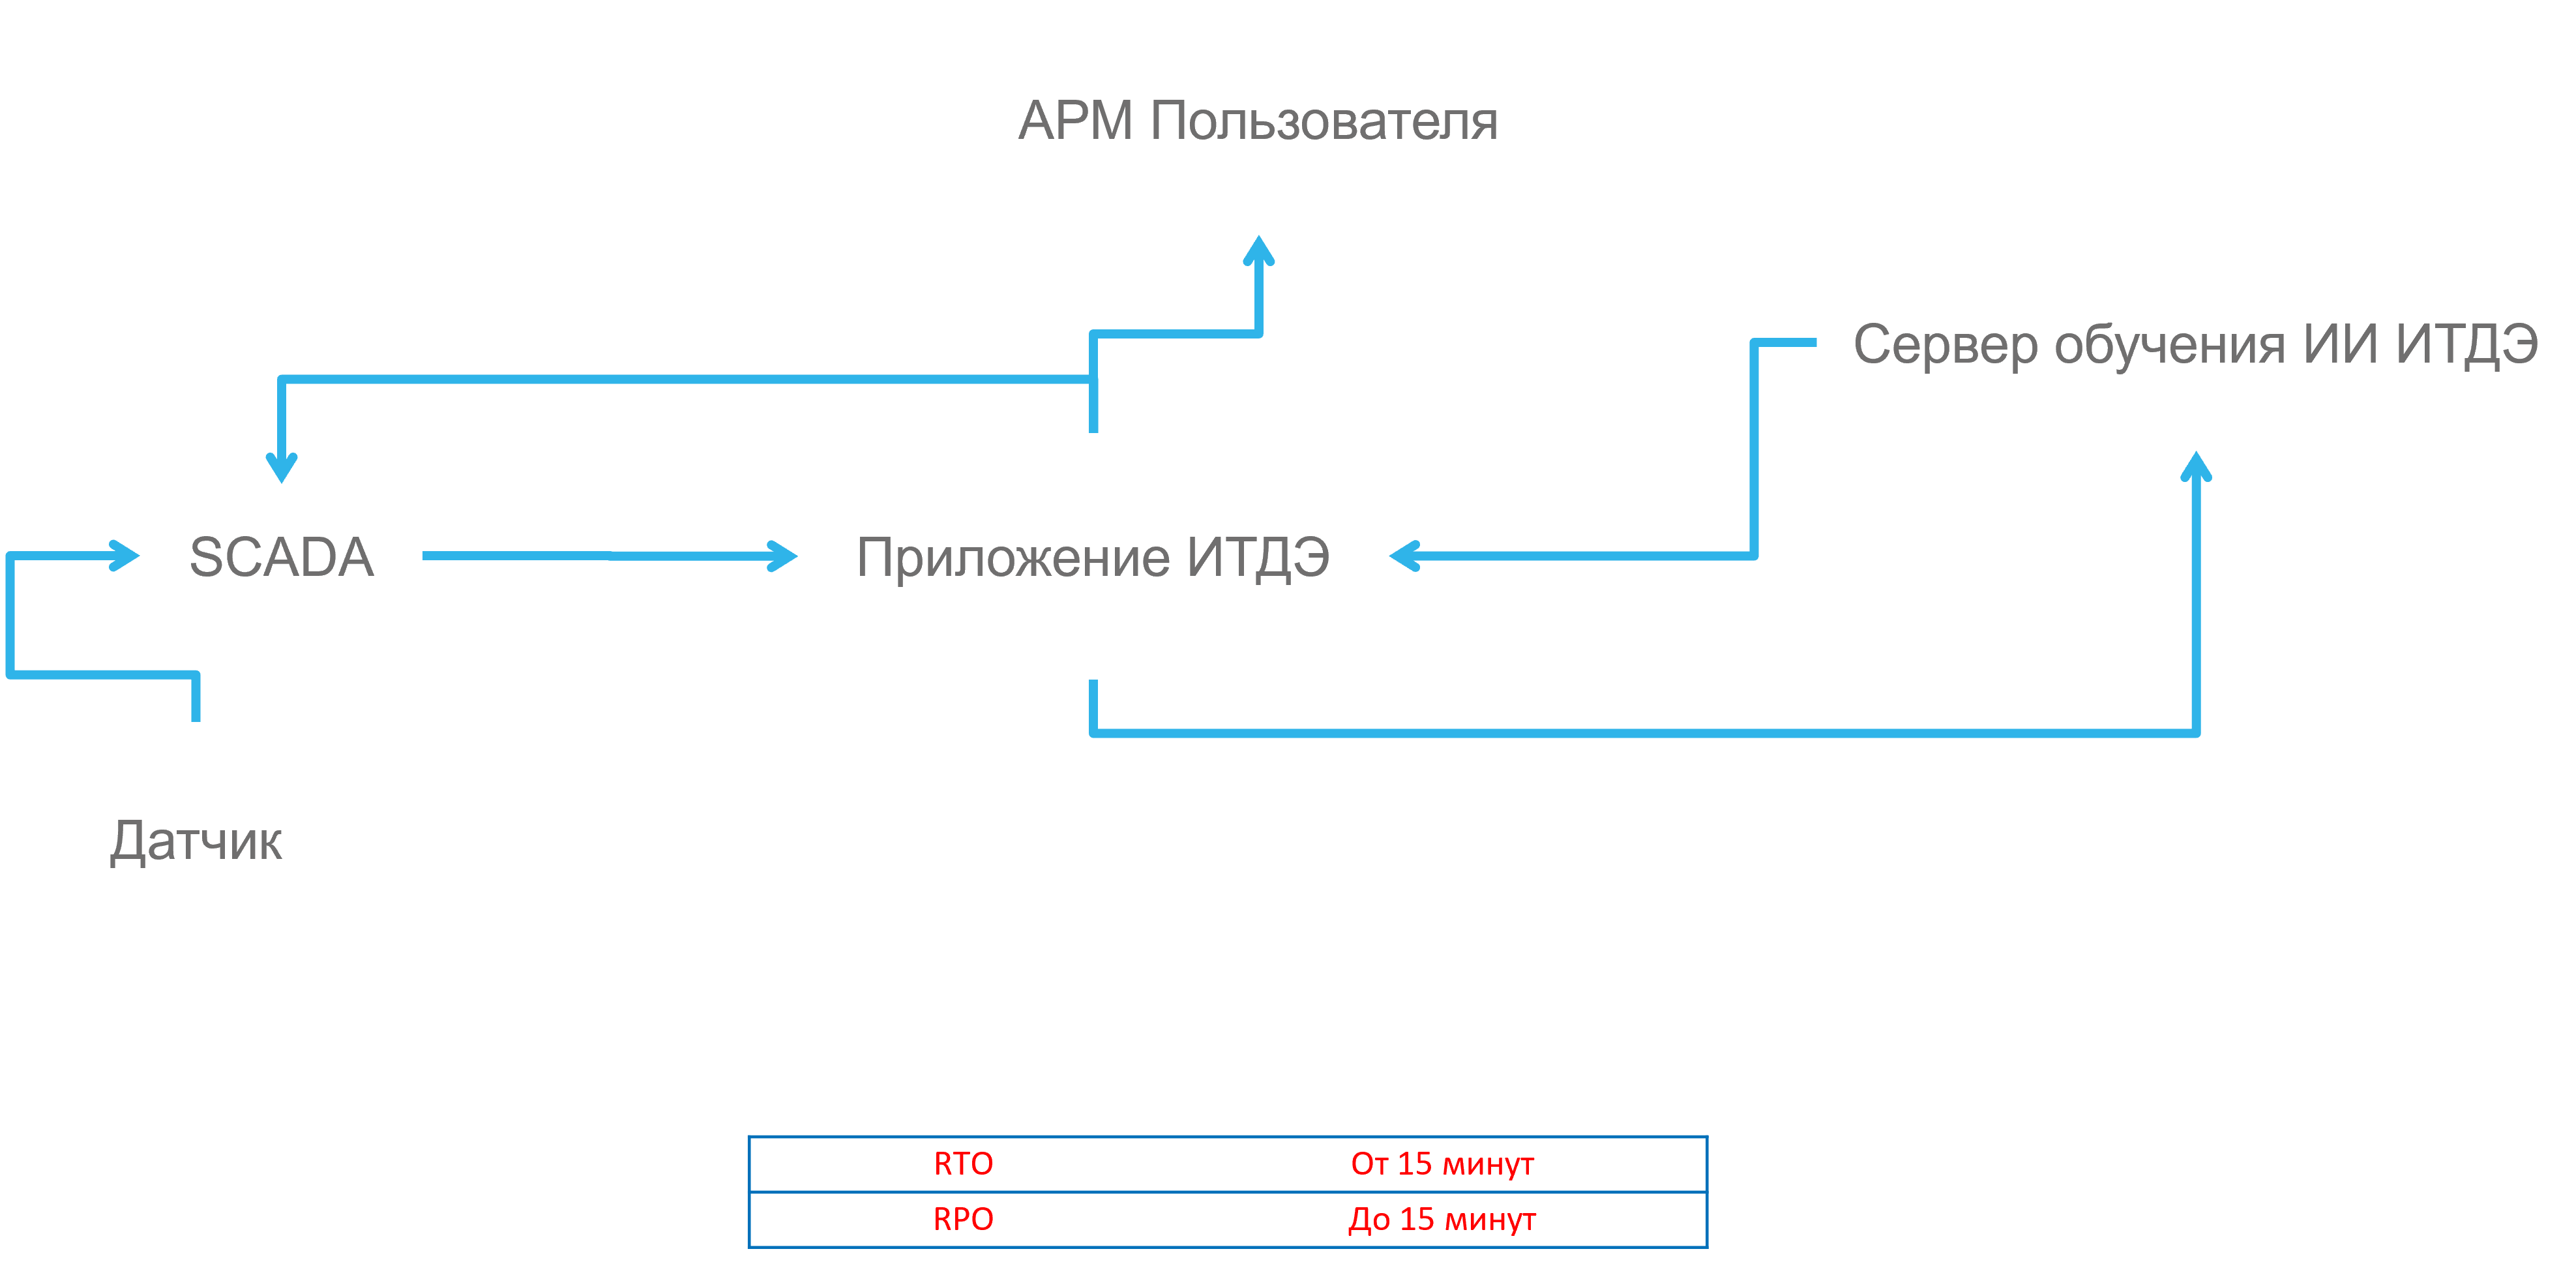 АРМ Пользователя
Сервер обучения ИИ ИТДЭ
SCADA
Приложение ИТДЭ
Датчик
RTO От 15 минут
RPO До 15 минут